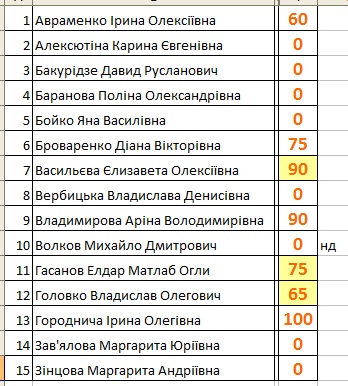 1 Авраменко Ірина Олексіївна 60
2 Алексютіна Карина Євгенівна 0
3 Бакурідзе Давид Русланович 0
4 Баранова Поліна Олександрівна 0
5 Бойко Яна Василівна 0
6 Броваренко Діана Вікторівна 75
7 Васильєва Єлизавета Олексіївна 90
8 Вербицька Владислава Денисівна 0
9 Владимирова Аріна Володимирівна 90
10 Волков Михайло Дмитрович 0 нд
11 Гасанов Елдар Матлаб Огли 75
12 Головко Владислав Олегович 65
13 Городнича Ірина Олегівна 100
14 Зав'ялова Маргарита Юріївна 0
15 Зінцова Маргарита Андріївна 0